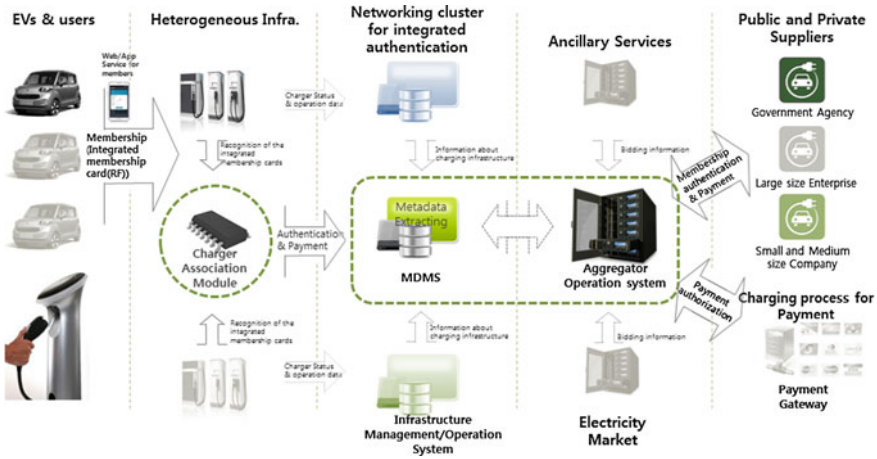 EVs & users
Web/App
Service for
members
Membership
(Integrated
membership
card(RF))
Heterogeneous Infra.
Recognition of the
integrated
Membership cards
Charger
Association
Module
Recognition of the
integrated
membership cards
Charger Status
& operation data
Authentication
& Payment
Charger Status
& operation data
Networking cluster
for integrated
authentication
Information about
charging infrastructure
Metadata
Extracting
MDMS
Information about
charging infrastructure
Infrastructure
Management/Operation
System
Ancillary Services
Bidding information
Aggregator
Operation system
Bidding information
Electricity
Market
Membership
authentication
& Payment
Payment
authorization
Public and Private
Suppliers
Government Agency
Large size Enterprise
Small and Medium
size Company
Charging process for
Payment
Payment
Gateway